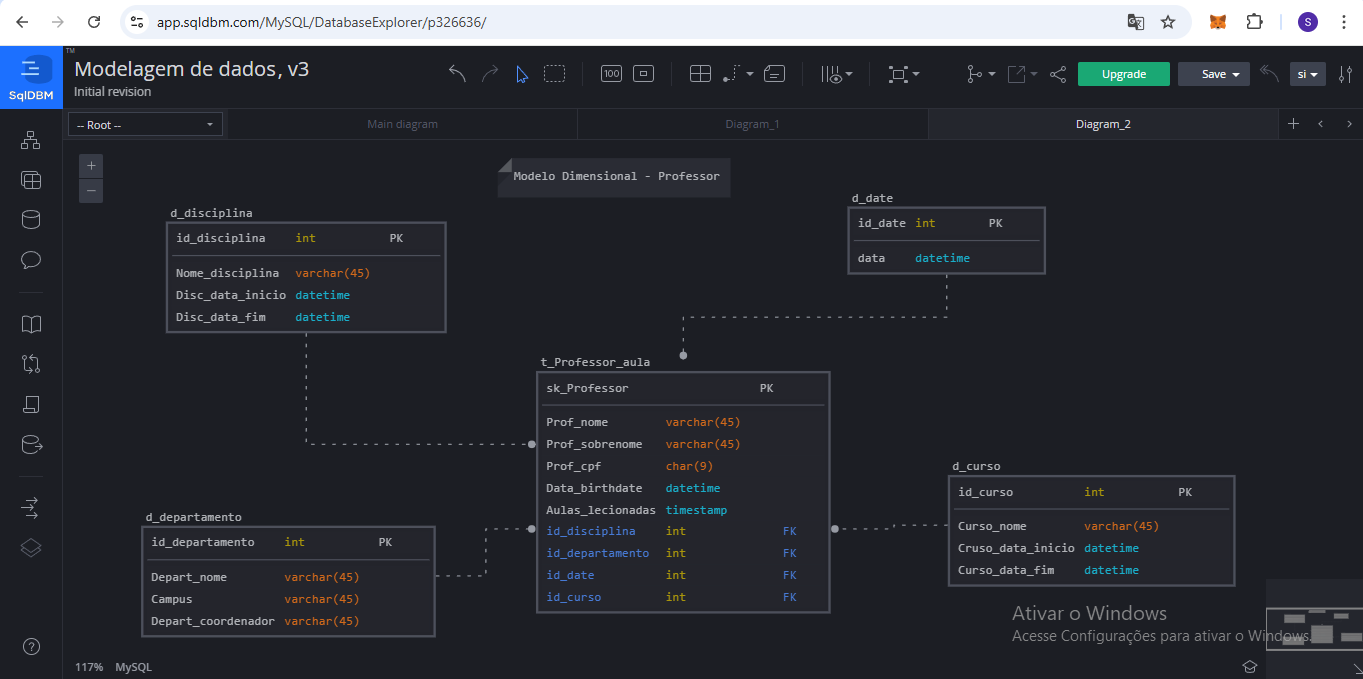 app.sqldbm.com/MySQL/DatabaseExplorer/p326636/
S
TM
SqlDBM
Modelagem de dados, v3
Initial revision
100
Upgrade
Save
si
-- Root --
Main diagram
Diagram_1
Diagram_2
+
−
Modelo Dimensional - Professor
d_disciplina
id_disciplina int PK
Nome_disciplina varchar(45)
Disc_data_inicio datetime
Disc_data_fim datetime
d_date
id_date int PK
data datetime
t_Professor_aula
sk_Professor PK
Prof_nome varchar(45)
Prof_sobrenome varchar(45)
Prof_cpf char(9)
Data_birthdate datetime
Aulas_lecionadas timestamp
id_disciplina int FK
id_departamento int FK
id_date int FK
id_curso int FK
d_departamento
id_departamento int PK
Depart_nome varchar(45)
Campus varchar(45)
Depart_coordenador varchar(45)
d_curso
id_curso int PK
Curso_nome varchar(45)
Cruso_data_inicio datetime
Curso_data_fim datetime
Ativar o Windows
Acesse Configurações para ativar o Windows.
117% MySQL